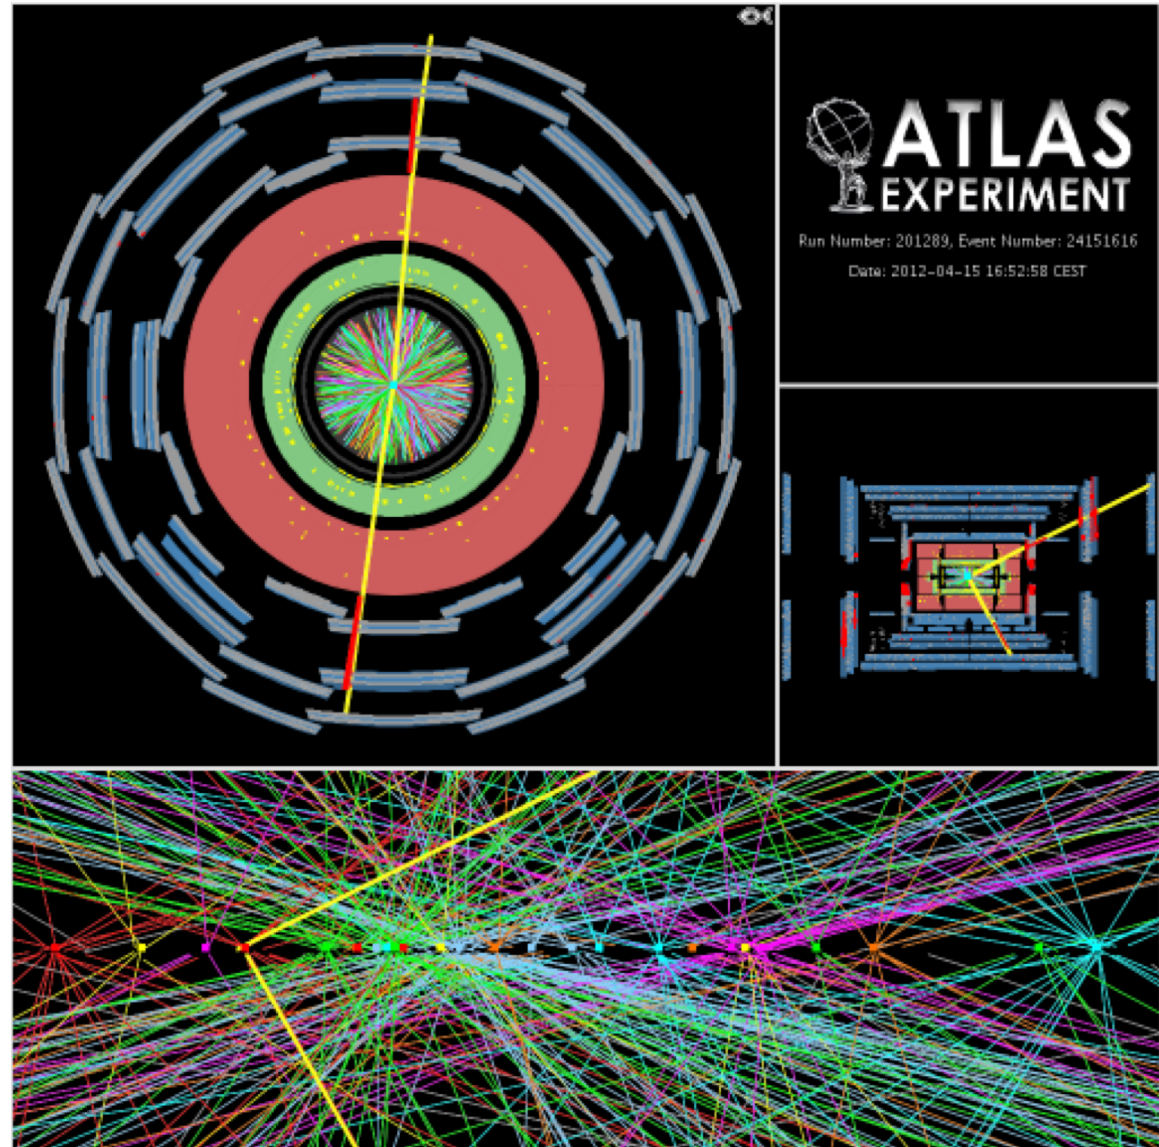 ATLAS
EXPERIMENT
Run Number: 201289, Event Number: 24151616
Date: 2012-04-15 16:52:58 CEST